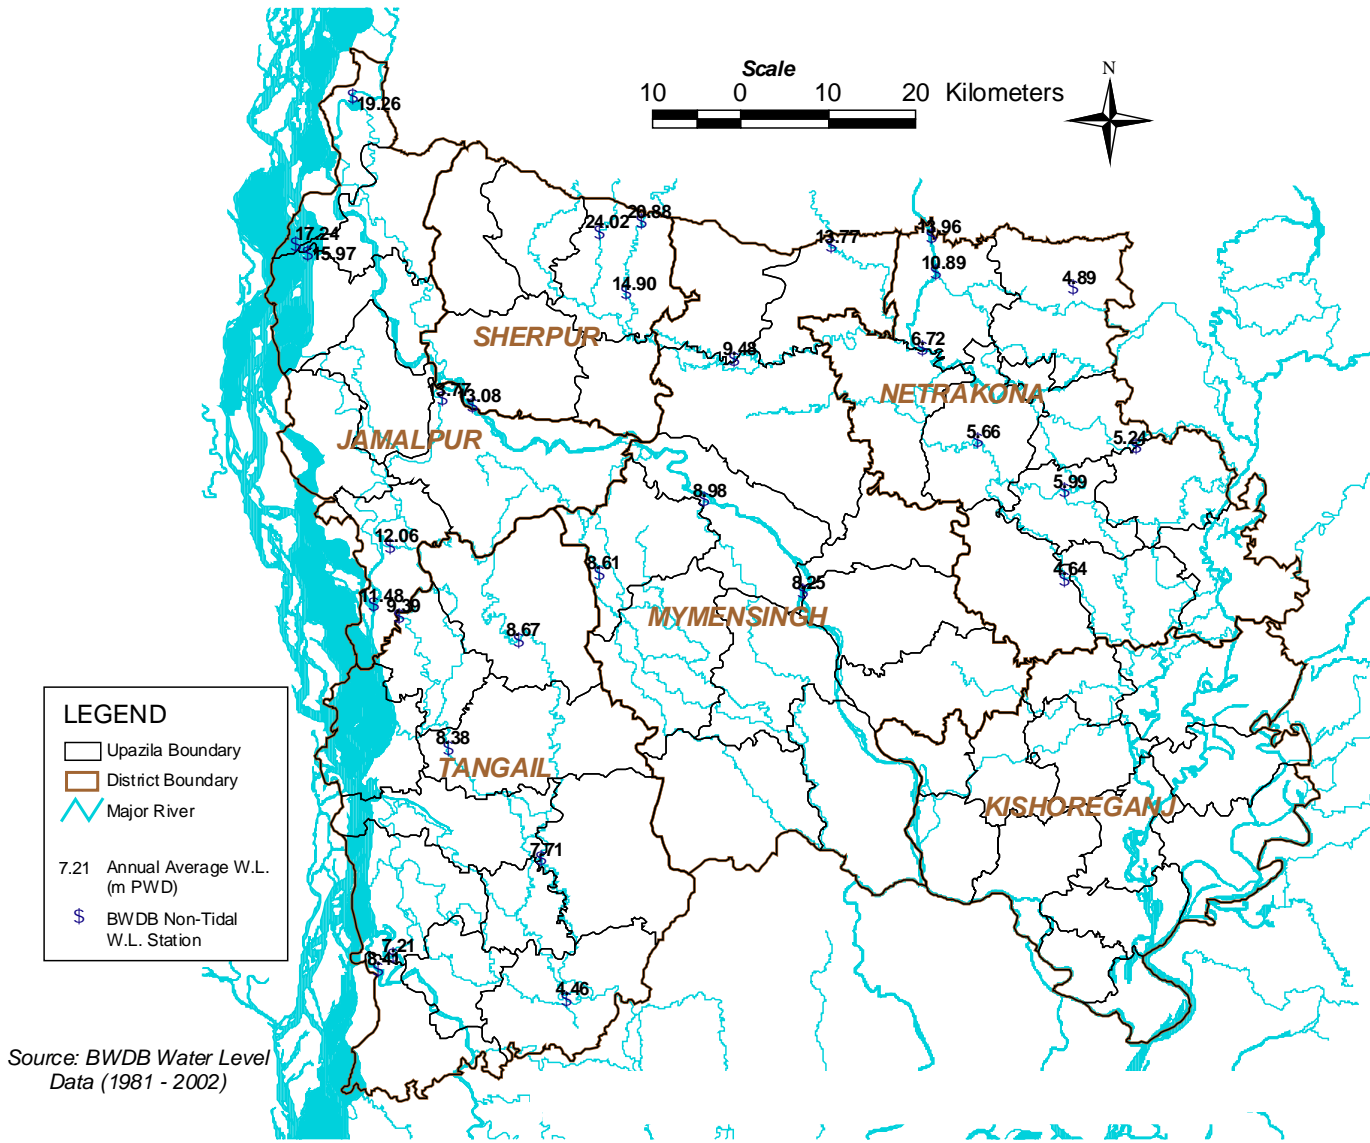 Scale
10 0 10 20 Kilometers
N
19.26
20.88
24.02
17.24
15.97
13.77
13.96
10.89
4.89
14.90
SHERPUR
9.48
6.72
NETRAKONA
13.77
13.08
JAMALPUR
5.66
5.24
5.99
8.98
12.06
8.61
4.64
8.25
11.48
9.39
MYMENSINGH
8.67
8.38
TANGAIL
KISHOREGANJ
7.71
7.21
8.41
4.46
LEGEND
Upazila Boundary
District Boundary
Major River
7.21 Annual Average W.L.
(m PWD)
$ BWDB Non-Tidal
W.L. Station
Source: BWDB Water Level
Data (1981 - 2002)